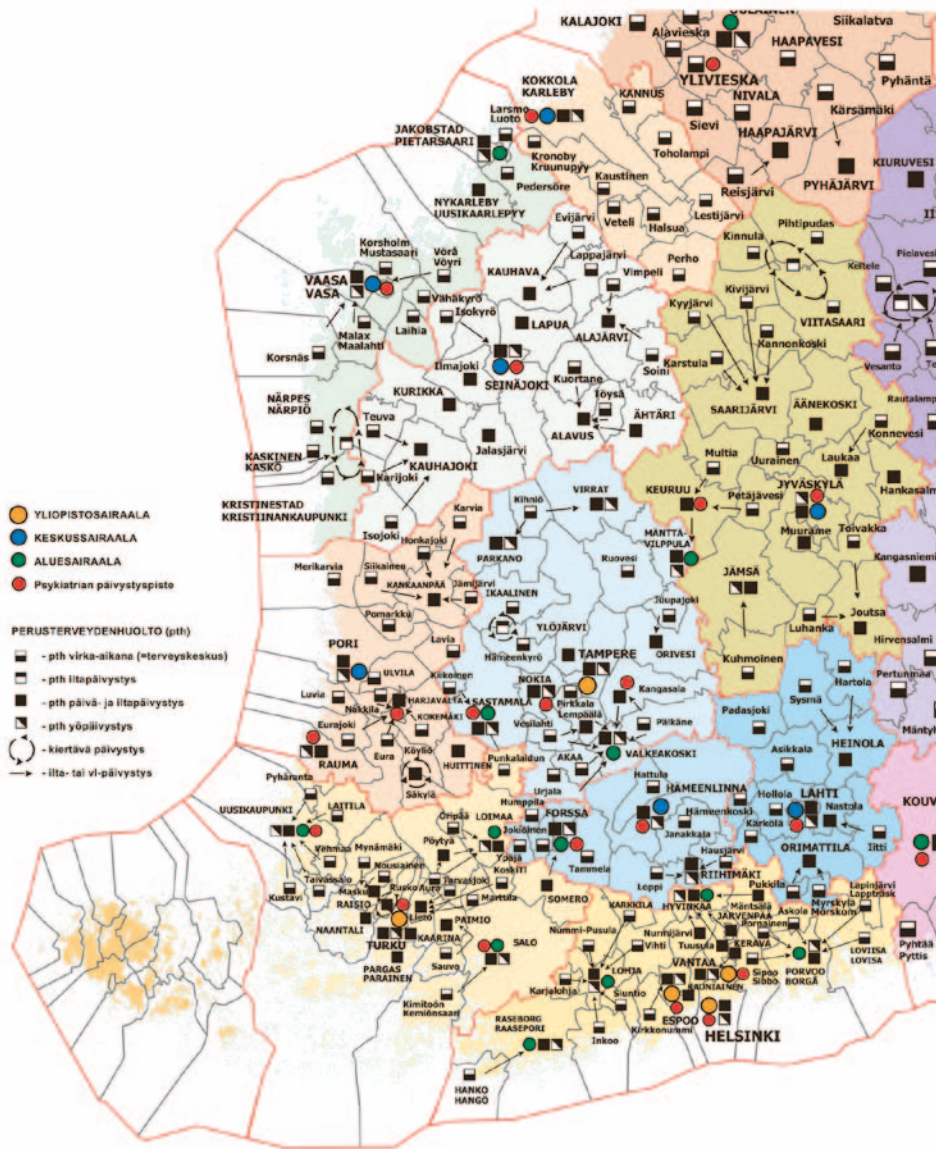 KALAJOKI
Alavieska
Siikalatva
HAAPAVESI
YLIVIESKA
Pyhäntä
KOKKOLA
KARLEBY
KANNUS
NIVALA
Kärsämäki
Larsmo
Luoto
Sievi
HAAPAJÄRVI
JAKOBSTAD
PIETARSAARI
Kronoby
Kruunupyy
Toholampi
KIURUVESI
Pedersöre
Kaustinen
Reisjärvi
PYHÄJÄRVI
NYKARLEBY
UUSIKAARLEPYY
Evijärvi
Veteli
Halsua
Lestijärvi
Pihtipudas
Kinnula
Korsholm
Mustasaari
Vörå
Vöyri
KAUHAVA
Lappajärvi
Vimpeli
Perho
Keitele
Pielavesi
VAASA
VASA
Vähäkyrö
Isokyrö
Kyyjärvi
Kivijärvi
VIITASAARI
Malax
Maalahti
Laihia
LAPUA
ALAJÄRVI
Kannonkoski
Korsnäs
Ilmajoki
SEINÄJOKI
Kuortane
Soini
Karstula
Vesanto
NÄRPES
NÄRPIÖ
KURIKKA
Töysä
SAARIJÄRVI
ÄÄNEKOSKI
Rautalamp
Teuva
ALAVUS
ÄHTÄRI
Konnevesi
KASKINEN
KASKÖ
Jalasjärvi
KAUHAJOKI
Multia
Uurainen
Laukaa
Karijoki
KEURUU
Petäjävesi
JYVÄSKYLÄ
Hankasalm
KRISTINESTAD
KRISTIINANKAUPUNKI
Kihniö
VIRRAT
YLIOPISTOSAIRAALA
KESKUSSAIRAALA
ALUESAIRAALA
Psykiatrian päivystyspiste
Isojoki
Karvia
Honkajoki
PARKANO
Ruovesi
MÄNTTÄ-
VILPPULA
Muurame
Toivakka
Merikarvia
Siikainen
KANKAANPÄÄ
Jämijärvi
IKAALINEN
JÄMSÄ
Kangasniemi
PERUSTERVEYDENHUOLTO (pth)
- pth virka-aikana (=terveyskeskus)
- pth iltapäivystys
- pth päivä- ja iltapäivystys
- pth yöpäivystys
- kiertävä päivystys
- ilta- tai vl-päivystys
Pomarkku
Juupajoki
Luhanka
Joutsa
Hirvensalmi
PORI
Lavia
YLÖJÄRVI
Hämeenkyrö
ORIVESI
Kuhmoinen
ULVILA
Kiikoinen
TAMPERE
Hartola
Pertunmaa
Luvia
Nakkila
HARJAVALTA
SASTAMALA
NOKIA
Pirkkala
Kangasala
Padasjoki
Sysmä
Eurajoki
KOKEMÄKI
Vesilahti
Lempäälä
Pälkäne
HEINOLA
RAUMA
Eura
Köyliö
HUITTINEN
Punkalaidun
AKAA
VALKEAKOSKI
Asikkala
Säkylä
Urjala
Hattula
Pyhäranta
Humppila
HÄMEENLINNA
LAHTI
Hollola
Nastola
UUSIKAUPUNKI
LAITILA
Oripää
LOIMAA
FORSSA
Hämeenkoski
Kärkölä
Jokioinen
Janakkala
Iitti
KOUV
Vehmaa
Mynämäki
Pöytyä
Ypäjä
Tammela
Hausjärvi
ORIMATTILA
Taivassalo
Nousiainen
Tarvasjoki
Koski Tl
Loppi
RIIHIMÄKI
Kustavi
Masku
Rusko
Aura
Marttila
SOMERO
KARKKILA
HYVINKÄÄ
Pukkila
Myrskylä
Mörskom
Lapinjärvi
Lappträsk
RAISIO
Lieto
PAIMIO
Nummi-Pusula
Mäntsälä
Askola
NAANTALI
TURKU
KAARINA
SALO
Nurmijärvi
JÄRVENPÄÄ
Pornainen
LOVIISA
LOVISA
Pyhtää
Pyttis
PARGAS
PARAINEN
Sauvo
Vihti
Tuusula
KERAVA
LOHJA
VANTAA
Sipoo
Sibbo
PORVOO
BORGÅ
Kimitoön
Kemiönsaari
Karjalohja
Siuntio
KAUNIAINEN
RASEBORG
RAASEPORI
Inkoo
Kirkkonummi
ESPOO
HELSINKI
HANKO
HANGÖ